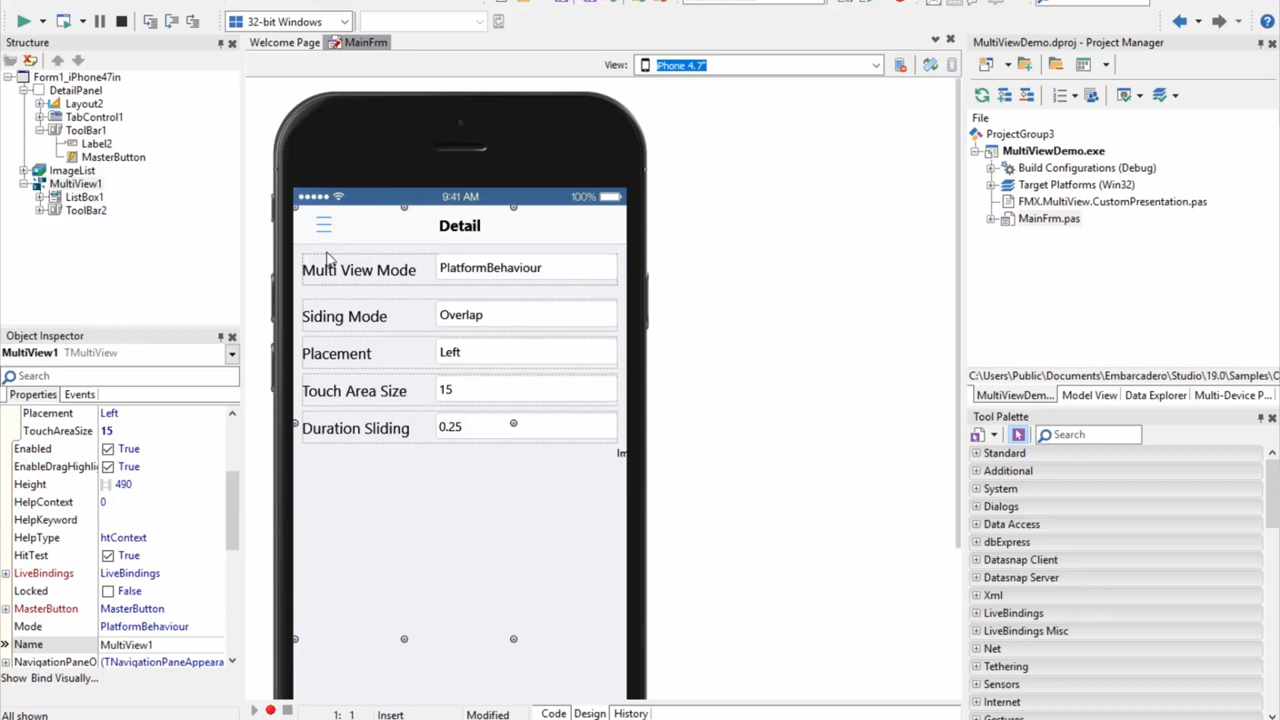 32-bit Windows
Structure
Welcome Page
MainFrm
MultiViewDemo.dproj - Project Manager
View:
iPhone 4.7"
Form1_iPhone47in
DetailPanel
Layout2
TabControl1
ToolBar1
Label2
MasterButton
ImageList
MultiView1
ListBox1
ToolBar2
File
ProjectGroup3
MultiViewDemo.exe
Build Configurations (Debug)
Target Platforms (Win32)
FMX.MultiView.CustomPresentation.pas
MainFrm.pas
9:41 AM
100%
Detail
Multi View Mode
PlatformBehaviour
Siding Mode
Overlap
Placement
Left
Touch Area Size
15
Duration Sliding
0.25
Im
Object Inspector
MultiView1 TMultiView
Search
Properties
Events
Placement Left
TouchAreaSize 15
Enabled True
EnableDragHighli True
Height 490
HelpContext 0
HelpKeyword
HelpType htContext
HitTest True
LiveBindings LiveBindings
Locked False
MasterButton MasterButton
Mode PlatformBehaviour
Name MultiView1
NavigationPaneO (TNavigationPaneAppeara
Show Bind Visually...
All shown
1: 1
Insert
Modified
Code
Design
History
C:\Users\Public\Documents\Embarcadero\Studio\19.0\Samples\O
MultiViewDem...
Model View
Data Explorer
Multi-Device P...
Tool Palette
Search
Standard
Additional
System
Dialogs
Data Access
dbExpress
Datasnap Client
Datasnap Server
Xml
LiveBindings
LiveBindings Misc
Net
Tethering
Sensors
Internet